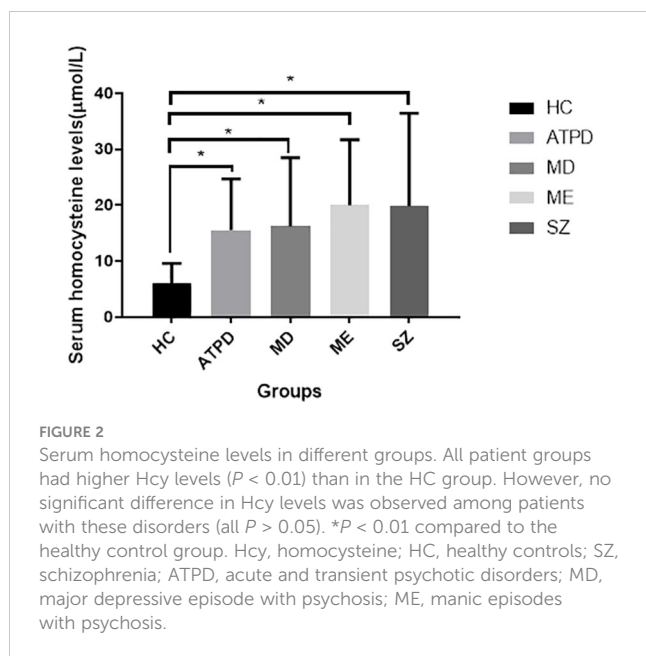 *
*
*
*
40
30
20
10
0
Serum homocysteine levels(μmol/L)
HC
ATPD
MD
ME
SZ
Groups
HC
ATPD
MD
ME
SZ
FIGURE 2
Serum homocysteine levels in different groups. All patient groups
had higher Hcy levels (P < 0.01) than in the HC group. However, no
significant difference in Hcy levels was observed among patients
with these disorders (all P > 0.05). *P < 0.01 compared to the
healthy control group. Hcy, homocysteine; HC, healthy controls; SZ,
schizophrenia; ATPD, acute and transient psychotic disorders; MD,
major depressive episode with psychosis; ME, manic episodes
with psychosis.